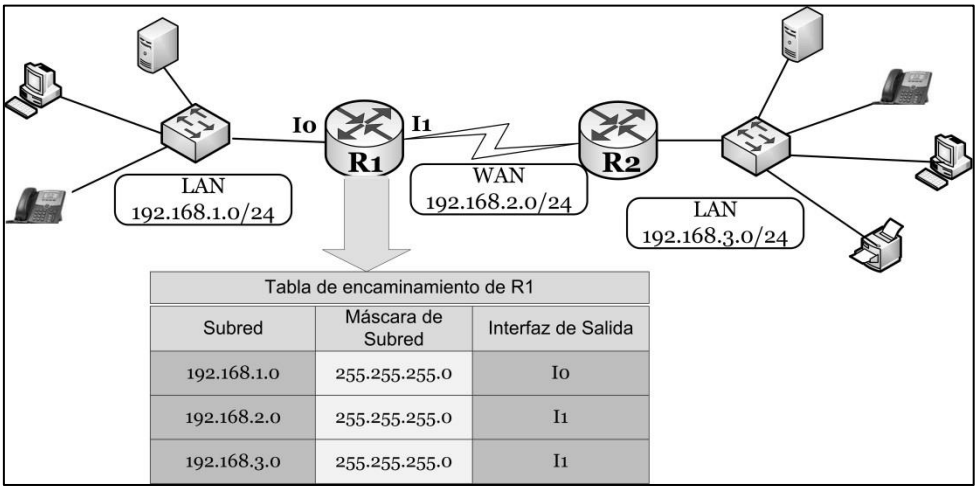 I0
I1
R1
R2
LAN
192.168.1.0/24
WAN
192.168.2.0/24
LAN
192.168.3.0/24
Tabla de encaminamiento de R1
Subred
Máscara de
Subred
Interfaz de Salida
192.168.1.0
255.255.255.0
I0
192.168.2.0
255.255.255.0
I1
192.168.3.0
255.255.255.0
I1